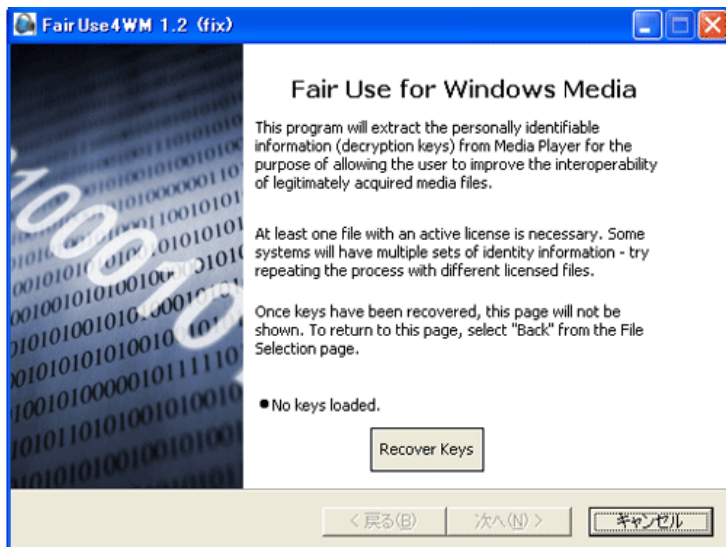 FairUse4WM 1.2 (fix)
Fair Use for Windows Media
This program will extract the personally identifiable
information (decryption keys) from Media Player for the
purpose of allowing the user to improve the interoperability
of legitimately acquired media files.
At least one file with an active license is necessary. Some
systems will have multiple sets of identity information - try
repeating the process with different licensed files.
Once keys have been recovered, this page will not be
shown. To return to this page, select "Back" from the File
Selection page.
No keys loaded.
Recover Keys
< 戻る(B)
次へ(N) >
キャンセル